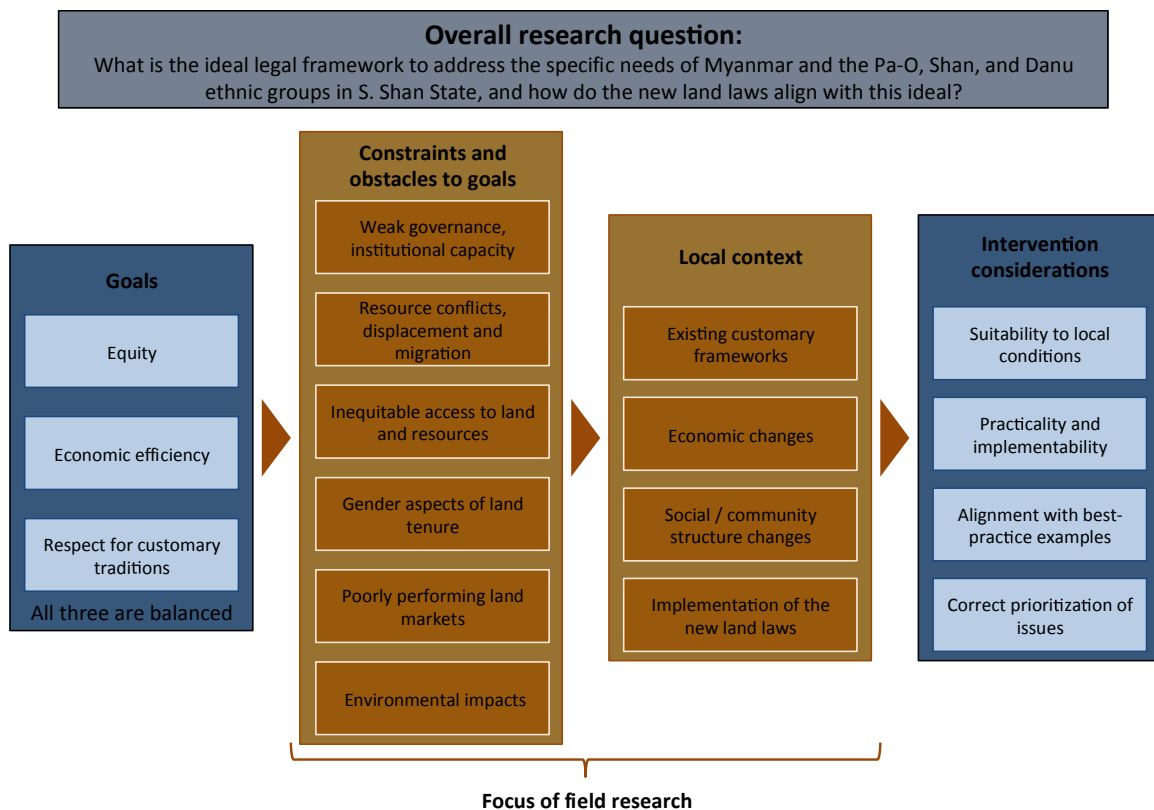 Overall research question:
What is the ideal legal framework to address the specific needs of Myanmar and the Pa-O, Shan, and Danu
ethnic groups in S. Shan State, and how do the new land laws align with this ideal?
Goals
Equity
Economic efficiency
Respect for customary
traditions
All three are balanced
Constraints and
obstacles to goals
Weak governance,
institutional capacity
Resource conflicts,
displacement and
migration
Inequitable access to land
and resources
Gender aspects of land
tenure
Poorly performing land
markets
Environmental impacts
Local context
Existing customary
frameworks
Economic changes
Social / community
structure changes
Implementation of the
new land laws
Intervention
considerations
Suitability to local
conditions
Practicality and
implementability
Alignment with best-
practice examples
Correct prioritization of
issues
Focus of field research